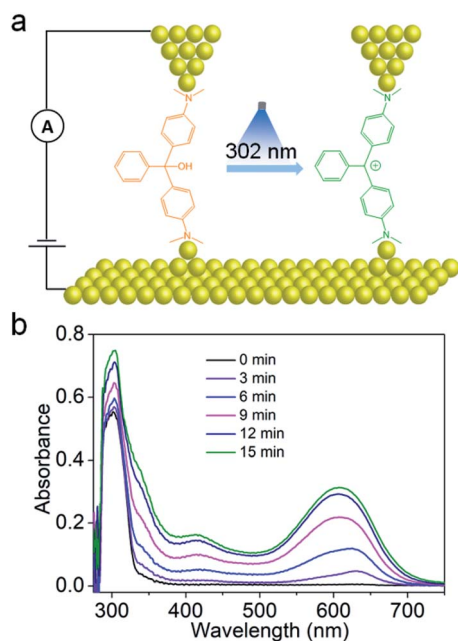 a
A
N
OH
N
302 nm
N
⊕
N
b
0.8
0.6
0.4
0.2
0.0
Absorbance
0 min
3 min
6 min
9 min
12 min
15 min
300 400 500 600 700
Wavelength (nm)